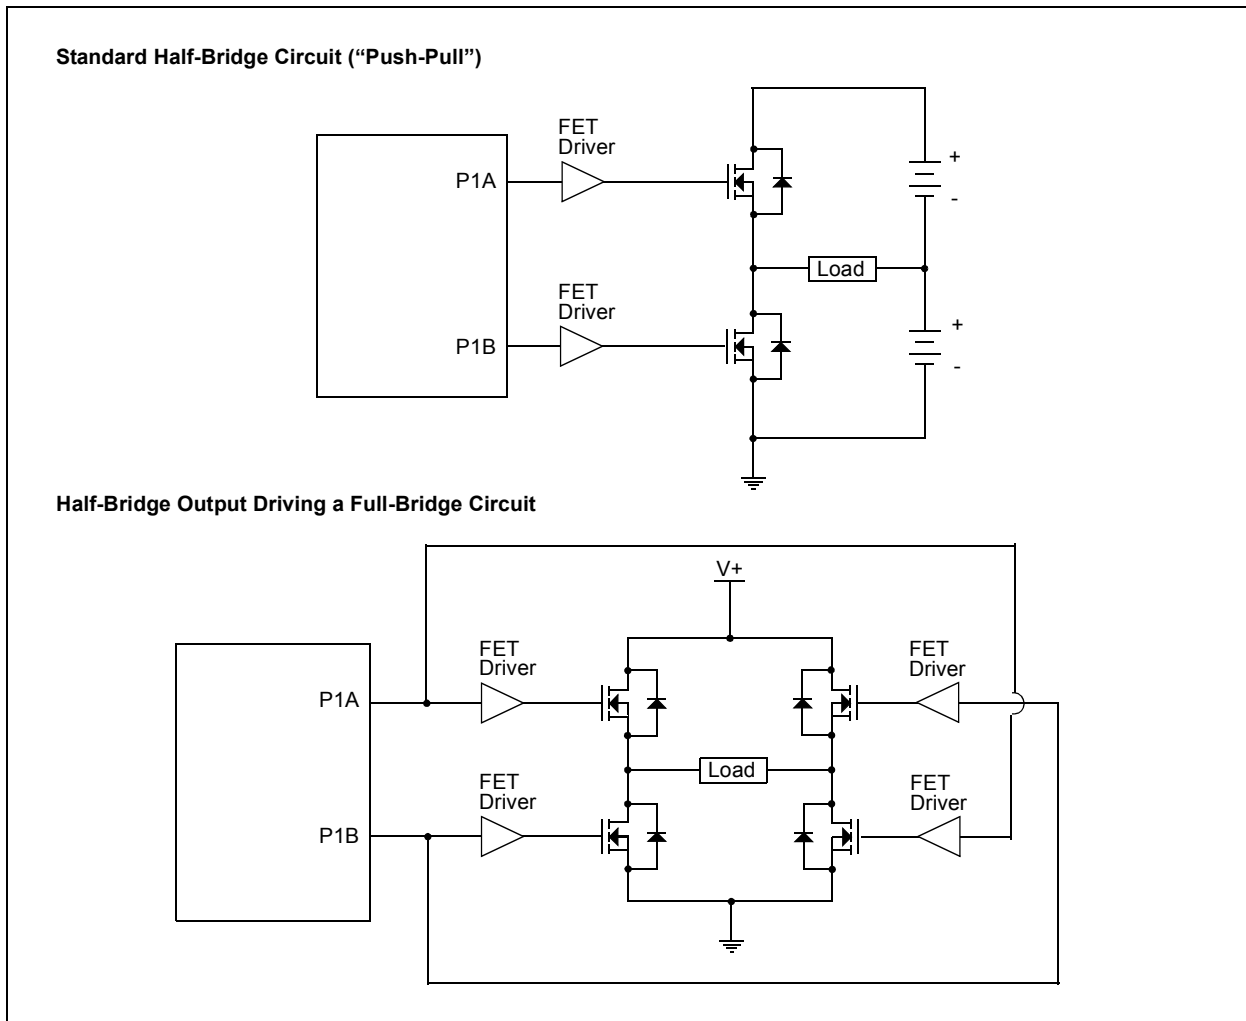 Standard Half-Bridge Circuit (“Push-Pull”)
FET
Driver
P1A
+
-
Load
FET
Driver
P1B
+
-
Half-Bridge Output Driving a Full-Bridge Circuit
V+
FET
Driver
FET
Driver
P1A
Load
FET
Driver
FET
Driver
P1B